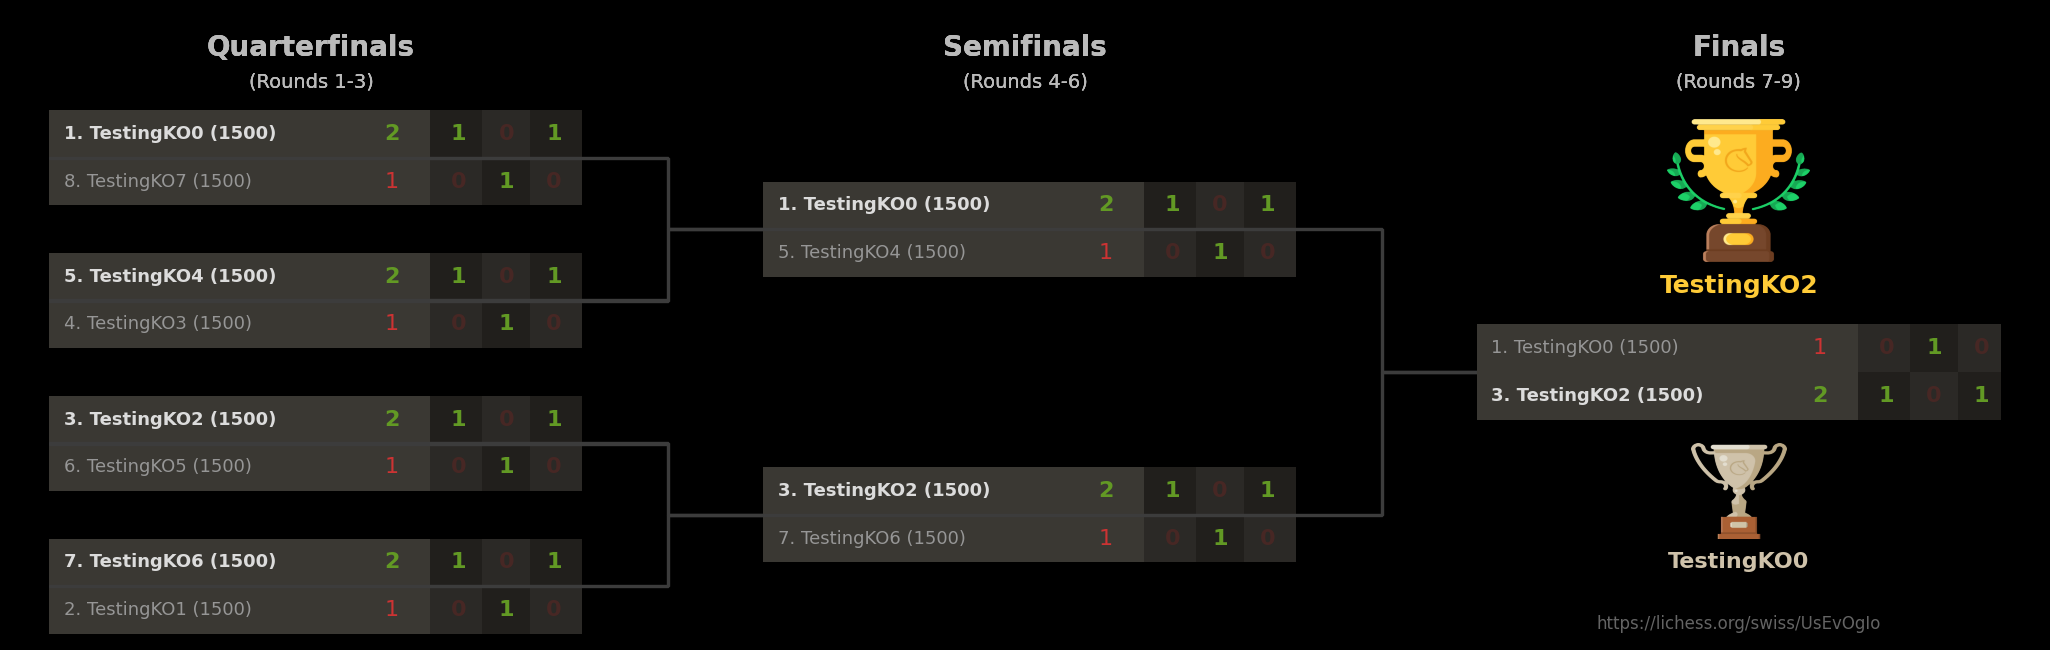 Quarterfinals
(Rounds 1-3)
1. TestingKO0 (1500) 2 1 0 1
8. TestingKO7 (1500) 1 0 1 0
5. TestingKO4 (1500) 2 1 0 1
4. TestingKO3 (1500) 1 0 1 0
3. TestingKO2 (1500) 2 1 0 1
6. TestingKO5 (1500) 1 0 1 0
7. TestingKO6 (1500) 2 1 0 1
2. TestingKO1 (1500) 1 0 1 0
Semifinals
(Rounds 4-6)
1. TestingKO0 (1500) 2 1 0 1
5. TestingKO4 (1500) 1 0 1 0
3. TestingKO2 (1500) 2 1 0 1
7. TestingKO6 (1500) 1 0 1 0
Finals
(Rounds 7-9)
TestingKO2
1. TestingKO0 (1500) 1 0 1 0
3. TestingKO2 (1500) 2 1 0 1
TestingKO0
https://lichess.org/swiss/UsEvOglo